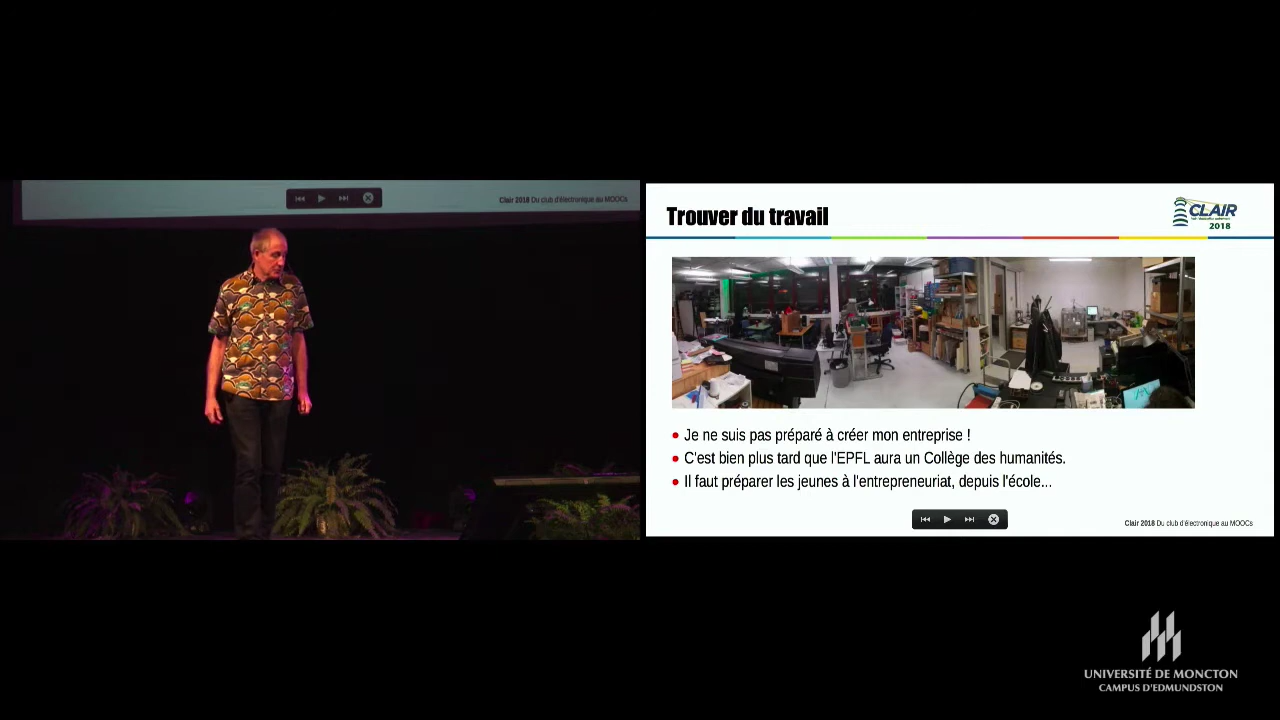 Clair 2018 Du club d'électronique au MOOCs
Trouver du travail
CLAIR
2018
● Je ne suis pas préparé à créer mon entreprise !
● C'est bien plus tard que l'EPFL aura un Collège des humanités.
● Il faut préparer les jeunes à l'entrepreneuriat, depuis l'école...
Clair 2018 Du club d'électronique au MOOCs
UNIVERSITÉ DE MONCTON
CAMPUS D'EDMUNDSTON